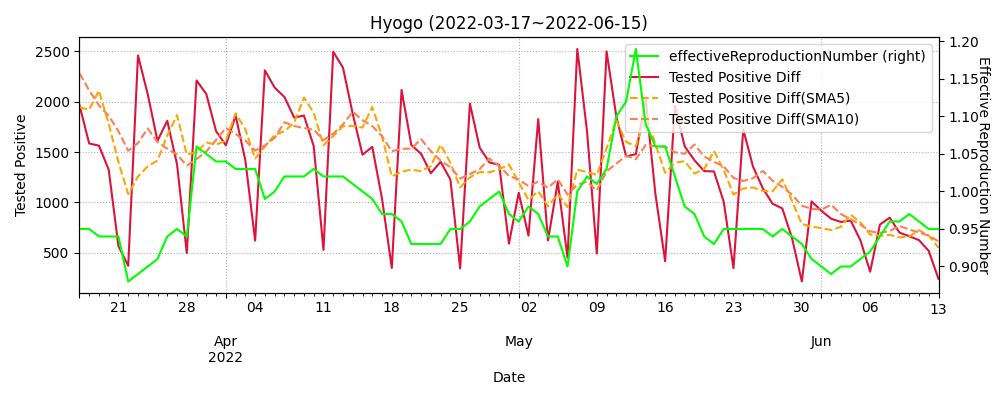 Hyogo (2022-03-17~2022-06-15)
effectiveReproductionNumber (right)
Tested Positive Diff
Tested Positive Diff(SMA5)
Tested Positive Diff(SMA10)
Tested Positive
2500
2000
1500
1000
500
1.20
1.15
1.10
1.05
1.00
0.95
0.90
Effective Reproduction Number
21 28 04 11 18 25 02 09 16 23 30 06 13
Apr May Jun
2022
Date